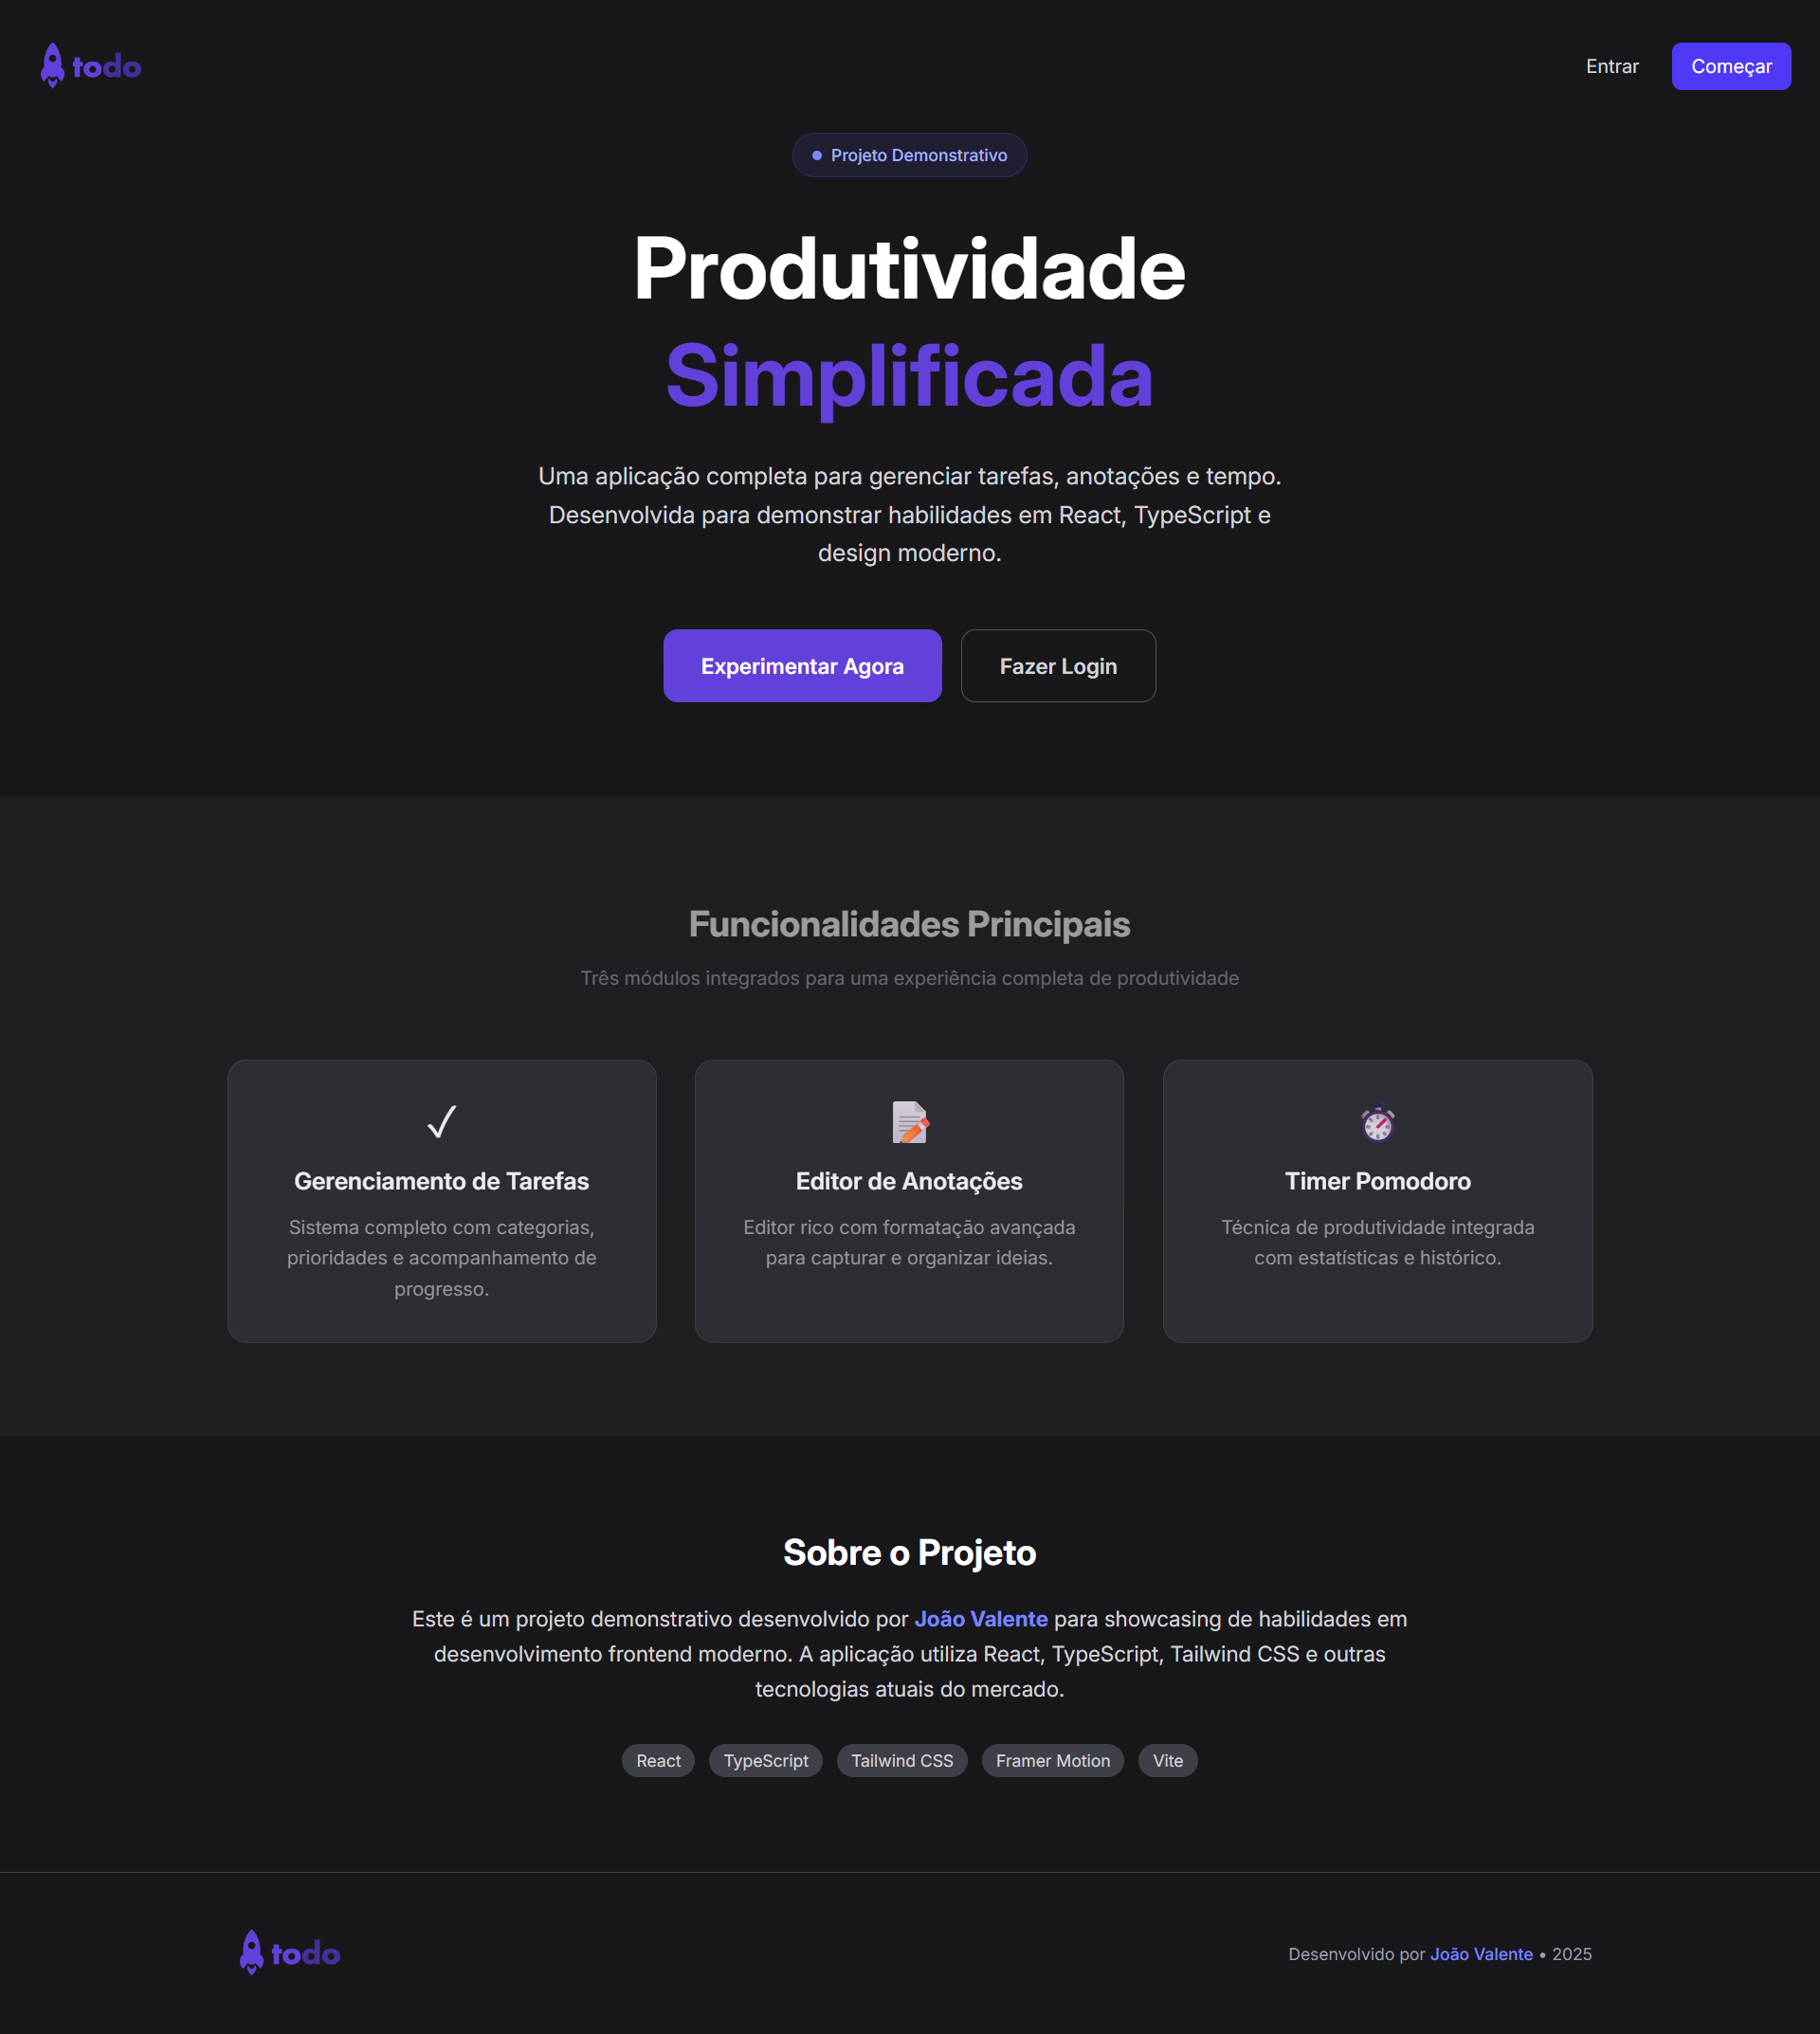 todo
Entrar
Começar
Projeto Demonstrativo
Produtividade
Simplificada
Uma aplicação completa para gerenciar tarefas, anotações e tempo.
Desenvolvida para demonstrar habilidades em React, TypeScript e
design moderno.
Experimentar Agora
Fazer Login
Funcionalidades Principais
Três módulos integrados para uma experiência completa de produtividade
Gerenciamento de Tarefas
Sistema completo com categorias,
prioridades e acompanhamento de
progresso.
Editor de Anotações
Editor rico com formatação avançada
para capturar e organizar ideias.
Timer Pomodoro
Técnica de produtividade integrada
com estatísticas e histórico.
Sobre o Projeto
Este é um projeto demonstrativo desenvolvido por João Valente para showcasing de habilidades em
desenvolvimento frontend moderno. A aplicação utiliza React, TypeScript, Tailwind CSS e outras
tecnologias atuais do mercado.
React
TypeScript
Tailwind CSS
Framer Motion
Vite
todo
Desenvolvido por João Valente • 2025